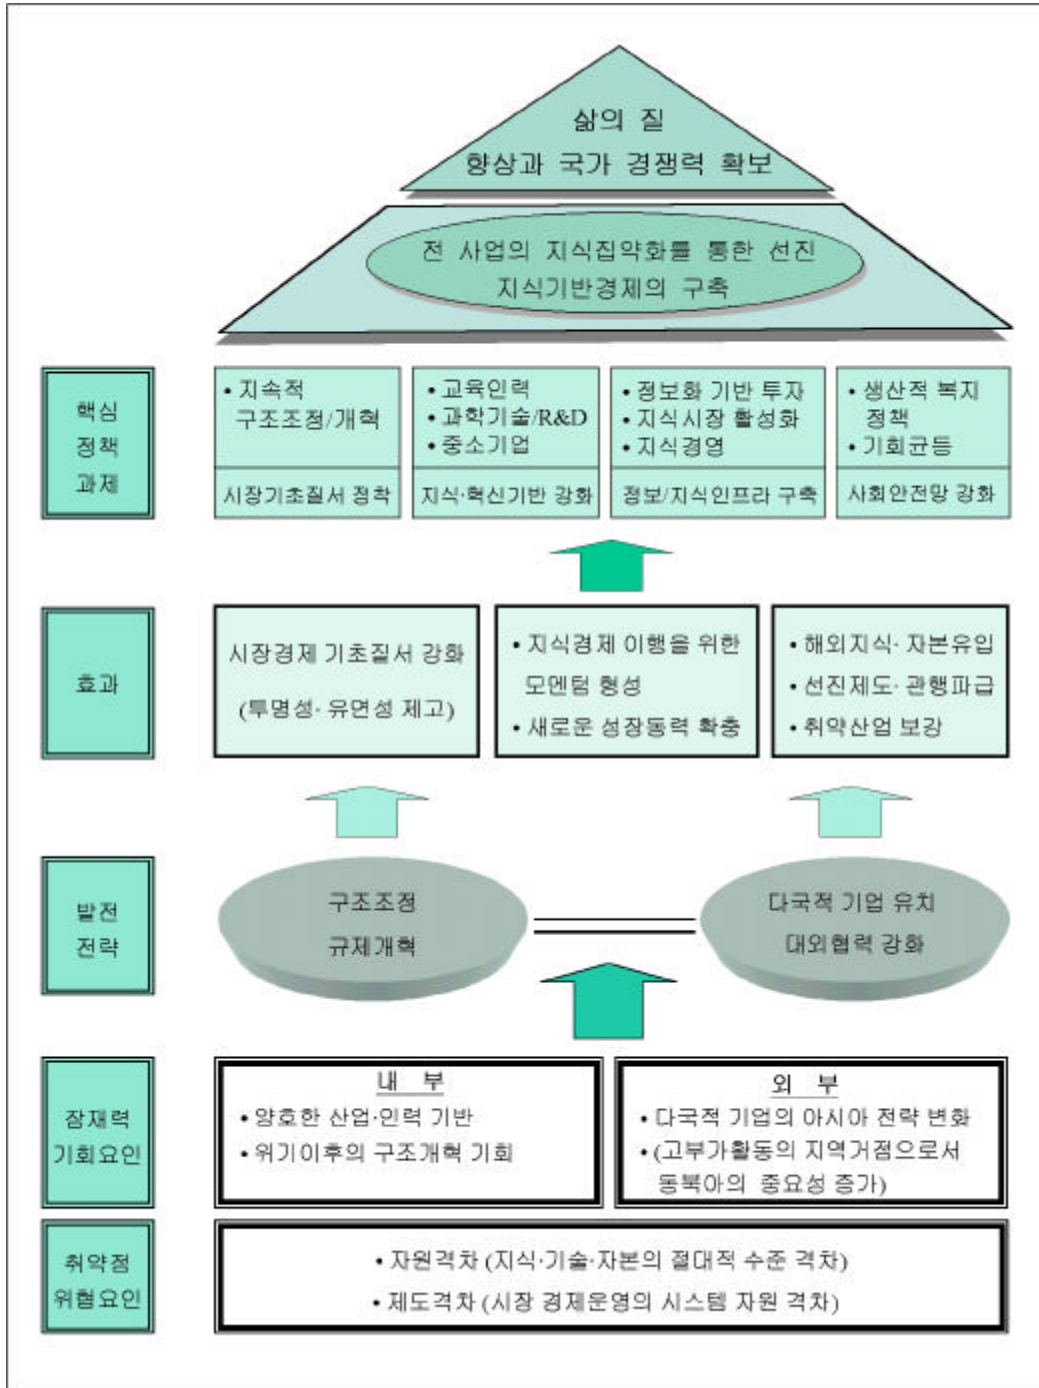 삶의 질
향상과 국가 경쟁력 확보
전 사업의 지식집약화를 통한 선진
지식기반경제의 구축
핵심
정책
과제
• 지속적
구조조정/개혁
시장기초질서 정착
• 교육인력
• 과학기술/R&D
• 중소기업
지식·혁신기반 강화
• 정보화 기반 투자
• 지식시장 활성화
• 지식경영
정보/지식인프라 구축
• 생산적 복지
정책
• 기회균등
사회안전망 강화
효과
시장경제 기초질서 강화
(투명성· 유연성 제고)
• 지식경제 이행을 위한
모멘텀 형성
• 새로운 성장동력 확충
• 해외지식· 자본유입
• 선진제도· 관행파급
• 취약산업 보강
발전
전략
구조조정
규제개혁
다국적 기업 유치
대외협력 강화
잠재력
기회요인
내 부
• 양호한 산업·인력 기반
• 위기이후의 구조개혁 기회
외 부
• 다국적 기업의 아시아 전략 변화
• (고부가활동의 지역거점으로서
동북아의 중요성 증가)
취약점
위협요인
• 자원격차 (지식·기술·자본의 절대적 수준 격차)
• 제도격차 (시장 경제운영의 시스템 자원 격차)